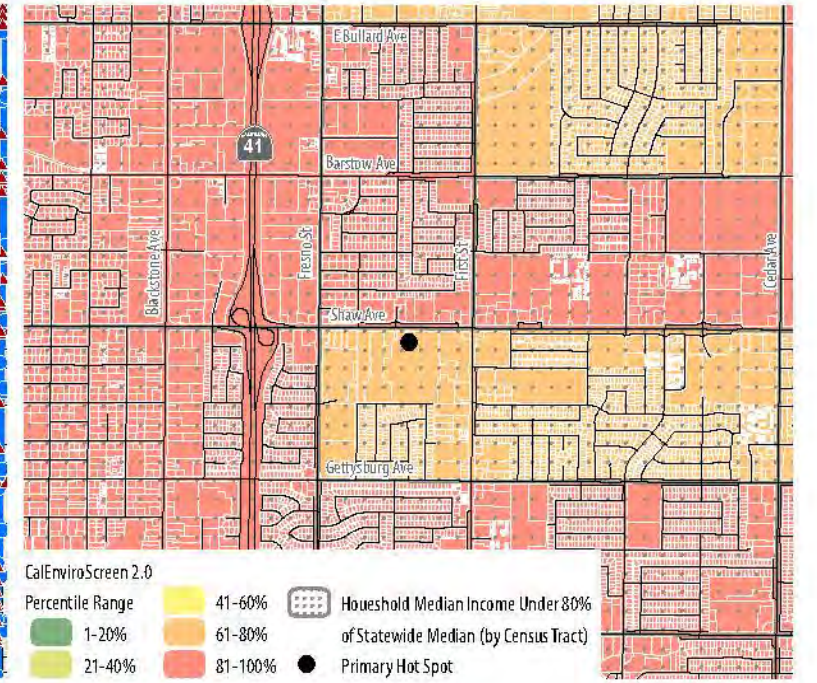 E Bullard Ave
41
Barstow Ave
Blackstone Ave
Fresno St
First St
Cedar Ave
Shaw Ave
Gettysburg Ave
CalEnviroScreen 2.0
Percentile Range
1-20%
21-40%
41-60%
61-80%
81-100%
Houeshold Median Income Under 80%
of Statewide Median (by Census Tract)
Primary Hot Spot